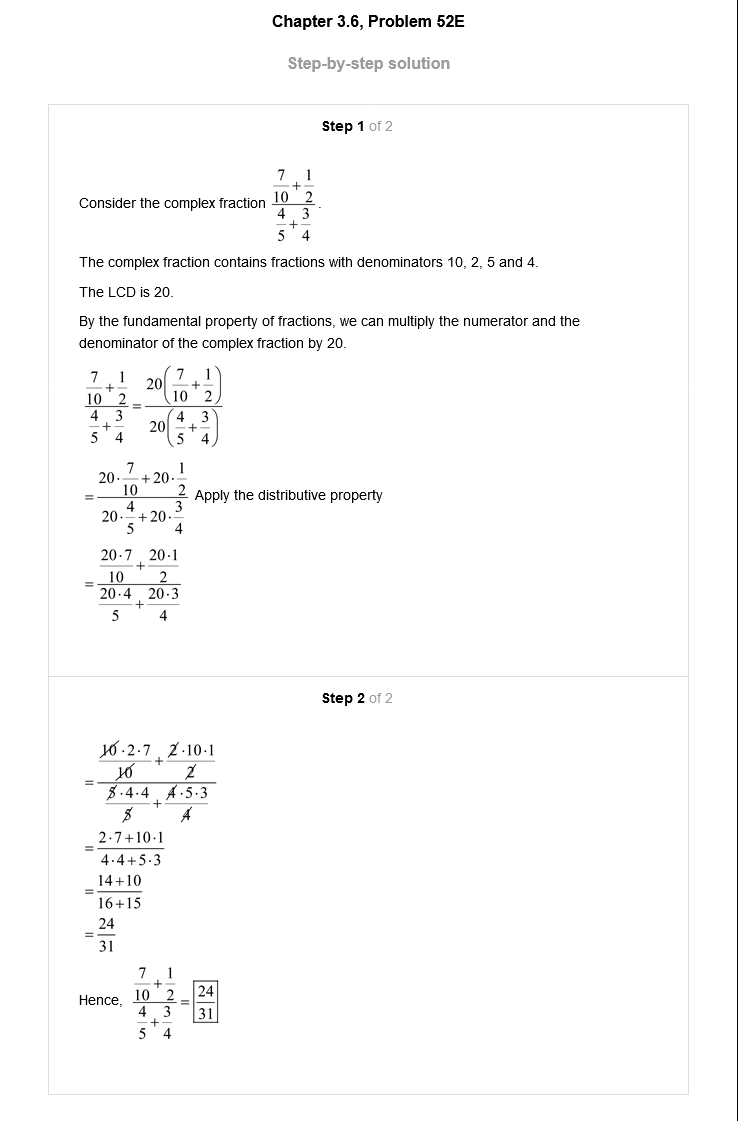 Chapter 3.6, Problem 52E
Step-by-step solution
Step 1 of 2
Consider the complex fraction \frac{\frac{7}{10}+\frac{1}{2}}{\frac{4}{5}+\frac{3}{4}}.
The complex fraction contains fractions with denominators 10, 2, 5 and 4.
The LCD is 20.
By the fundamental property of fractions, we can multiply the numerator and the
denominator of the complex fraction by 20.
\frac{\frac{7}{10}+\frac{1}{2}}{\frac{4}{5}+\frac{3}{4}}=\frac{20\left(\frac{7}{10}+\frac{1}{2}\right)}{20\left(\frac{4}{5}+\frac{3}{4}\right)}
=\frac{20\cdot\frac{7}{10}+20\cdot\frac{1}{2}}{20\cdot\frac{4}{5}+20\cdot\frac{3}{4}} Apply the distributive property
=\frac{\frac{20\cdot7}{10}+\frac{20\cdot1}{2}}{\frac{20\cdot4}{5}+\frac{20\cdot3}{4}}
Step 2 of 2
=\frac{\frac{\cancel{10}\cdot2\cdot7}{\cancel{10}}+\frac{\cancel{2}\cdot10\cdot1}{\cancel{2}}}{\frac{\cancel{5}\cdot4\cdot4}{\cancel{5}}+\frac{\cancel{4}\cdot5\cdot3}{\cancel{4}}}
=\frac{2\cdot7+10\cdot1}{4\cdot4+5\cdot3}
=\frac{14+10}{16+15}
=\frac{24}{31}
Hence, \frac{\frac{7}{10}+\frac{1}{2}}{\frac{4}{5}+\frac{3}{4}}=\boxed{\frac{24}{31}}